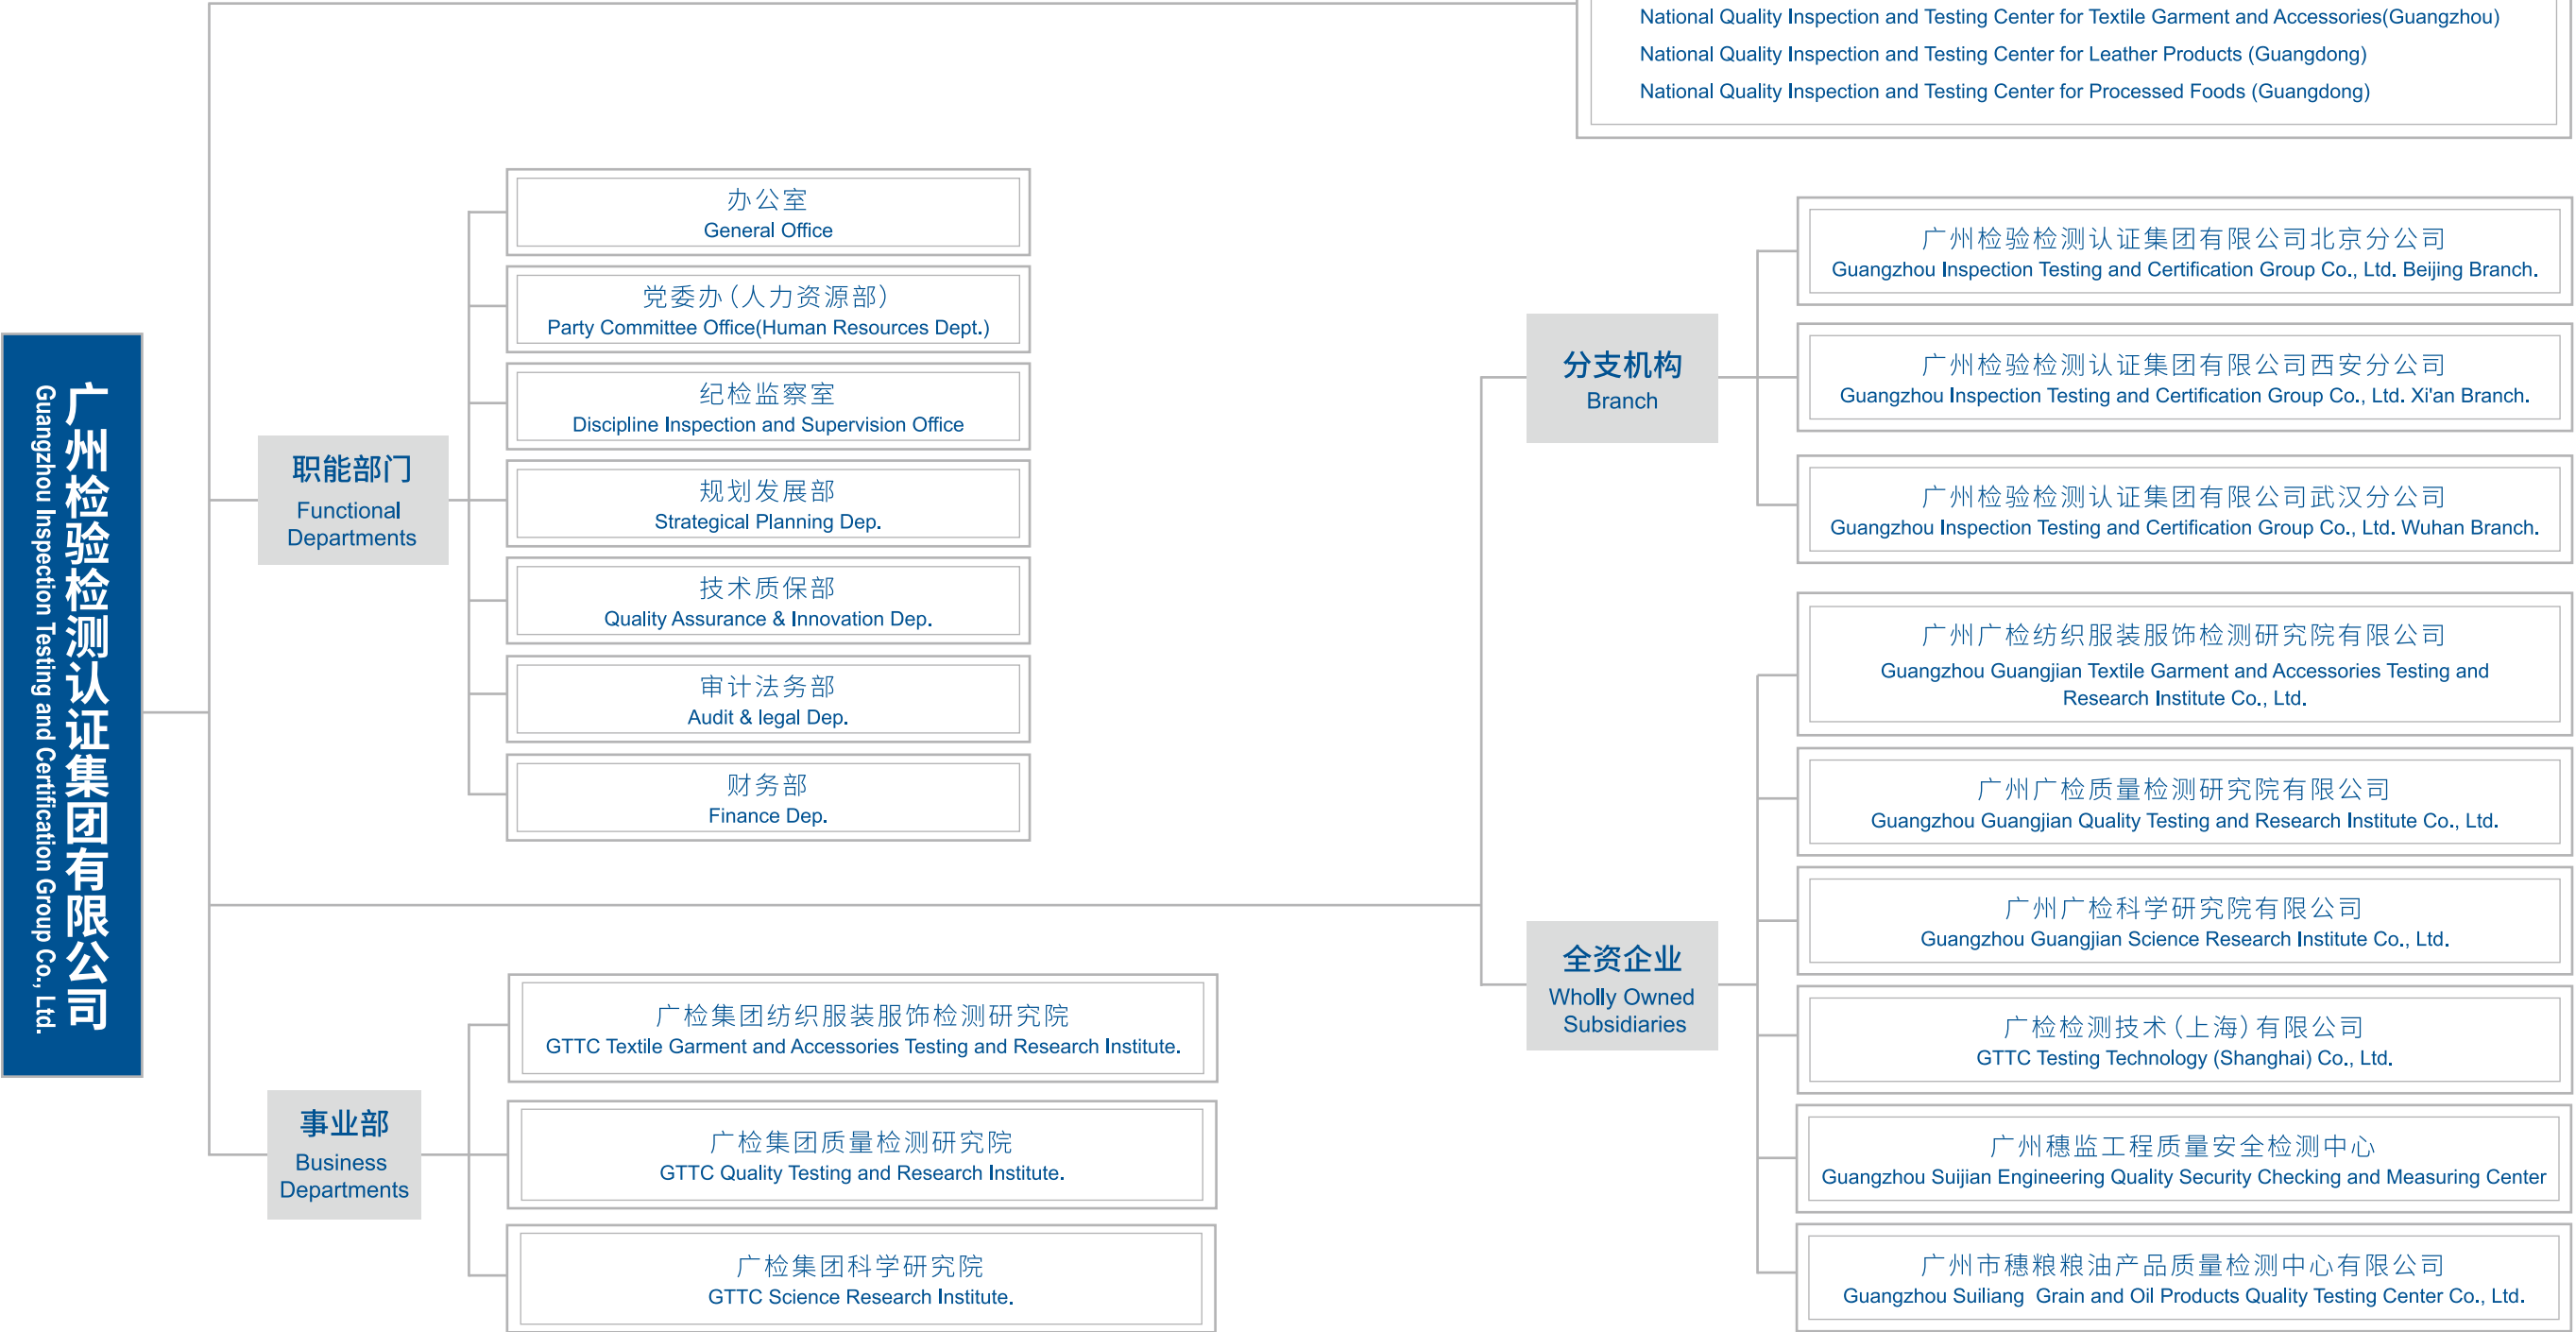 National Quality Inspection and Testing Center for Textile Garment and Accessories(Guangzhou)
National Quality Inspection and Testing Center for Leather Products (Guangdong)
National Quality Inspection and Testing Center for Processed Foods (Guangdong)
广州检验检测认证集团有限公司
Guangzhou Inspection Testing and Certification Group Co., Ltd.
职能部门
Functional
Departments
办公室
General Office
党委办（人力资源部）
Party Committee Office(Human Resources Dept.)
纪检监察室
Discipline Inspection and Supervision Office
规划发展部
Strategical Planning Dep.
技术质保部
Quality Assurance & Innovation Dep.
审计法务部
Audit & legal Dep.
财务部
Finance Dep.
事业部
Business
Departments
广检集团纺织服装服饰检测研究院
GTTC Textile Garment and Accessories Testing and Research Institute.
广检集团质量检测研究院
GTTC Quality Testing and Research Institute.
广检集团科学研究院
GTTC Science Research Institute.
分支机构
Branch
广州检验检测认证集团有限公司北京分公司
Guangzhou Inspection Testing and Certification Group Co., Ltd. Beijing Branch.
广州检验检测认证集团有限公司西安分公司
Guangzhou Inspection Testing and Certification Group Co., Ltd. Xi'an Branch.
广州检验检测认证集团有限公司武汉分公司
Guangzhou Inspection Testing and Certification Group Co., Ltd. Wuhan Branch.
全资企业
Wholly Owned
Subsidiaries
广州广检纺织服装服饰检测研究院有限公司
Guangzhou Guangjian Textile Garment and Accessories Testing and
Research Institute Co., Ltd.
广州广检质量检测研究院有限公司
Guangzhou Guangjian Quality Testing and Research Institute Co., Ltd.
广州广检科学研究院有限公司
Guangzhou Guangjian Science Research Institute Co., Ltd.
广检检测技术（上海）有限公司
GTTC Testing Technology (Shanghai) Co., Ltd.
广州穗监工程质量安全检测中心
Guangzhou Suijian Engineering Quality Security Checking and Measuring Center
广州市穗粮粮油产品质量检测中心有限公司
Guangzhou Suiliang Grain and Oil Products Quality Testing Center Co., Ltd.